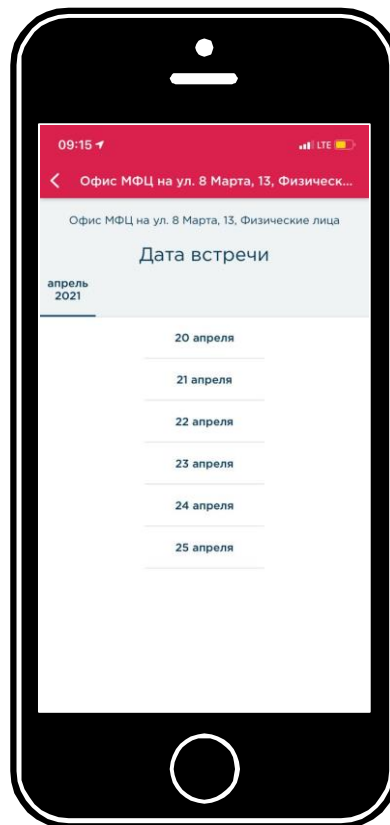 09:15
LTE
Офис МФЦ на ул. 8 Марта, 13, Физическ...
Офис МФЦ на ул. 8 Марта, 13, Физические лица
Дата встречи
апрель
2021
20 апреля
21 апреля
22 апреля
23 апреля
24 апреля
25 апреля